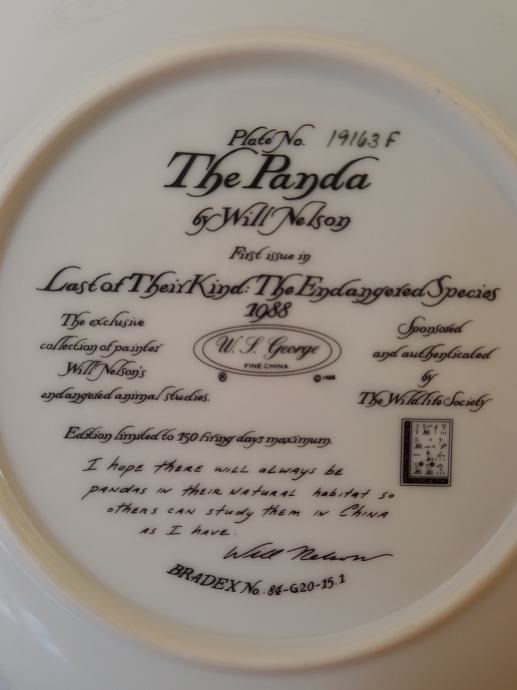 Plate No. 19163 F
The Panda
by Will Nelson
First issue in
Last of Their Kind: The Endangered Species
1988
The exclusive
collection of painter
Will Nelson's
endangered animal studies.
W. S. George
FINE CHINA
® © 1988
Sponsored
and authenticated
by
The Wildlife Society
Edition limited to 150 firing days maximum.
I hope there will always be
pandas in their natural habitat so
others can study them in China
as I have.
Will Nelson
BRADEX No.: 84-G20-15.1
SOCIETY